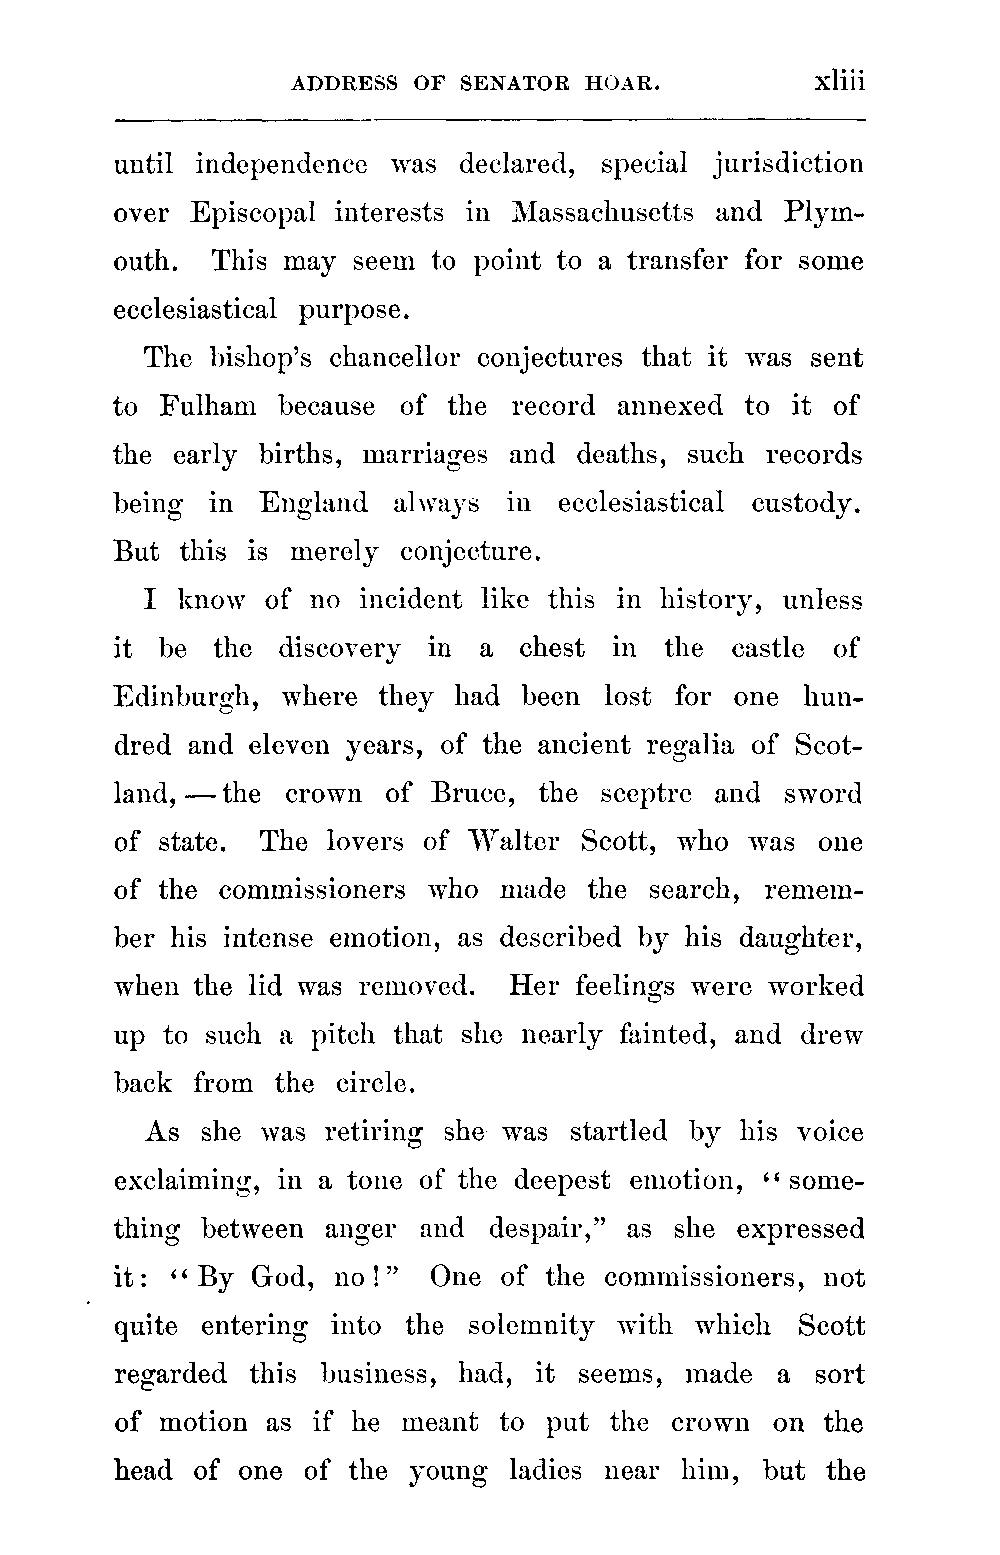 ADDRESS OF SENATOR HOAR. xliii
until independence was declared, special jurisdiction
over Episcopal interests in Massachusetts and Plym-
outh. This may seem to point to a transfer for some
ecclesiastical purpose.
The bishop's chancellor conjectures that it was sent
to Fulham because of the record annexed to it of
the early births, marriages and deaths, such records
being in England always in ecclesiastical custody.
But this is merely conjecture.
I know of no incident like this in history, unless
it be the discovery in a chest in the castle of
Edinburgh, where they had been lost for one hun-
dred and eleven years, of the ancient regalia of Scot-
land, — the crown of Bruce, the sceptre and sword
of state. The lovers of Walter Scott, who was one
of the commissioners who made the search, remem-
ber his intense emotion, as described by his daughter,
when the lid was removed. Her feelings were worked
up to such a pitch that she nearly fainted, and drew
back from the circle.
As she was retiring she was startled by his voice
exclaiming, in a tone of the deepest emotion, "some-
thing between anger and despair," as she expressed
it: "By God, no!" One of the commissioners, not
quite entering into the solemnity with which Scott
regarded this business, had, it seems, made a sort
of motion as if he meant to put the crown on the
head of one of the young ladies near him, but the